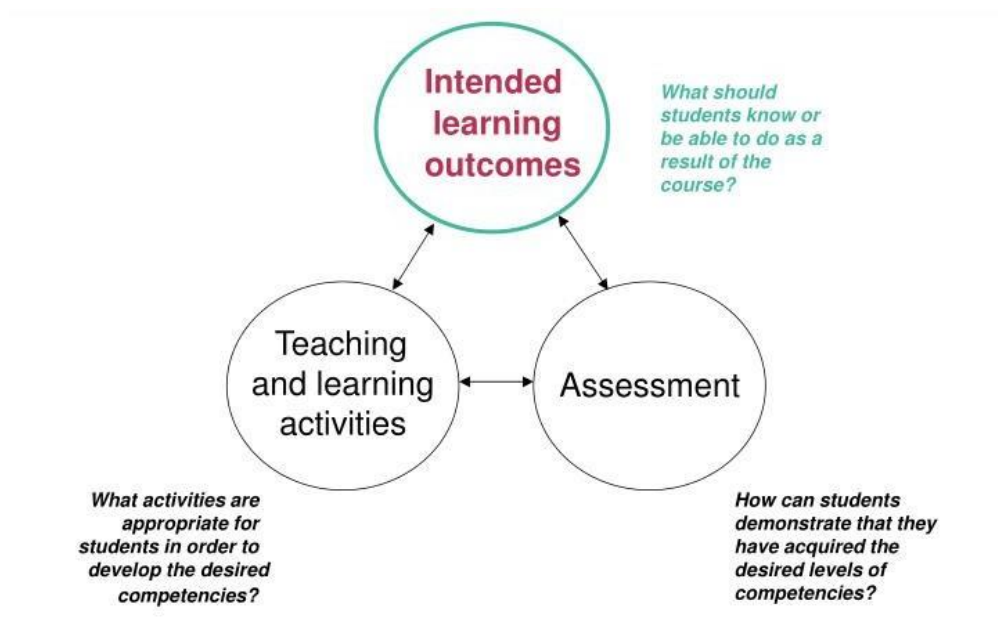 Intended
learning
outcomes
What should
students know or
be able to do as a
result of the
course?
Teaching
and learning
activities
Assessment
What activities are
appropriate for
students in order to
develop the desired
competencies?
How can students
demonstrate that they
have acquired the
desired levels of
competencies?